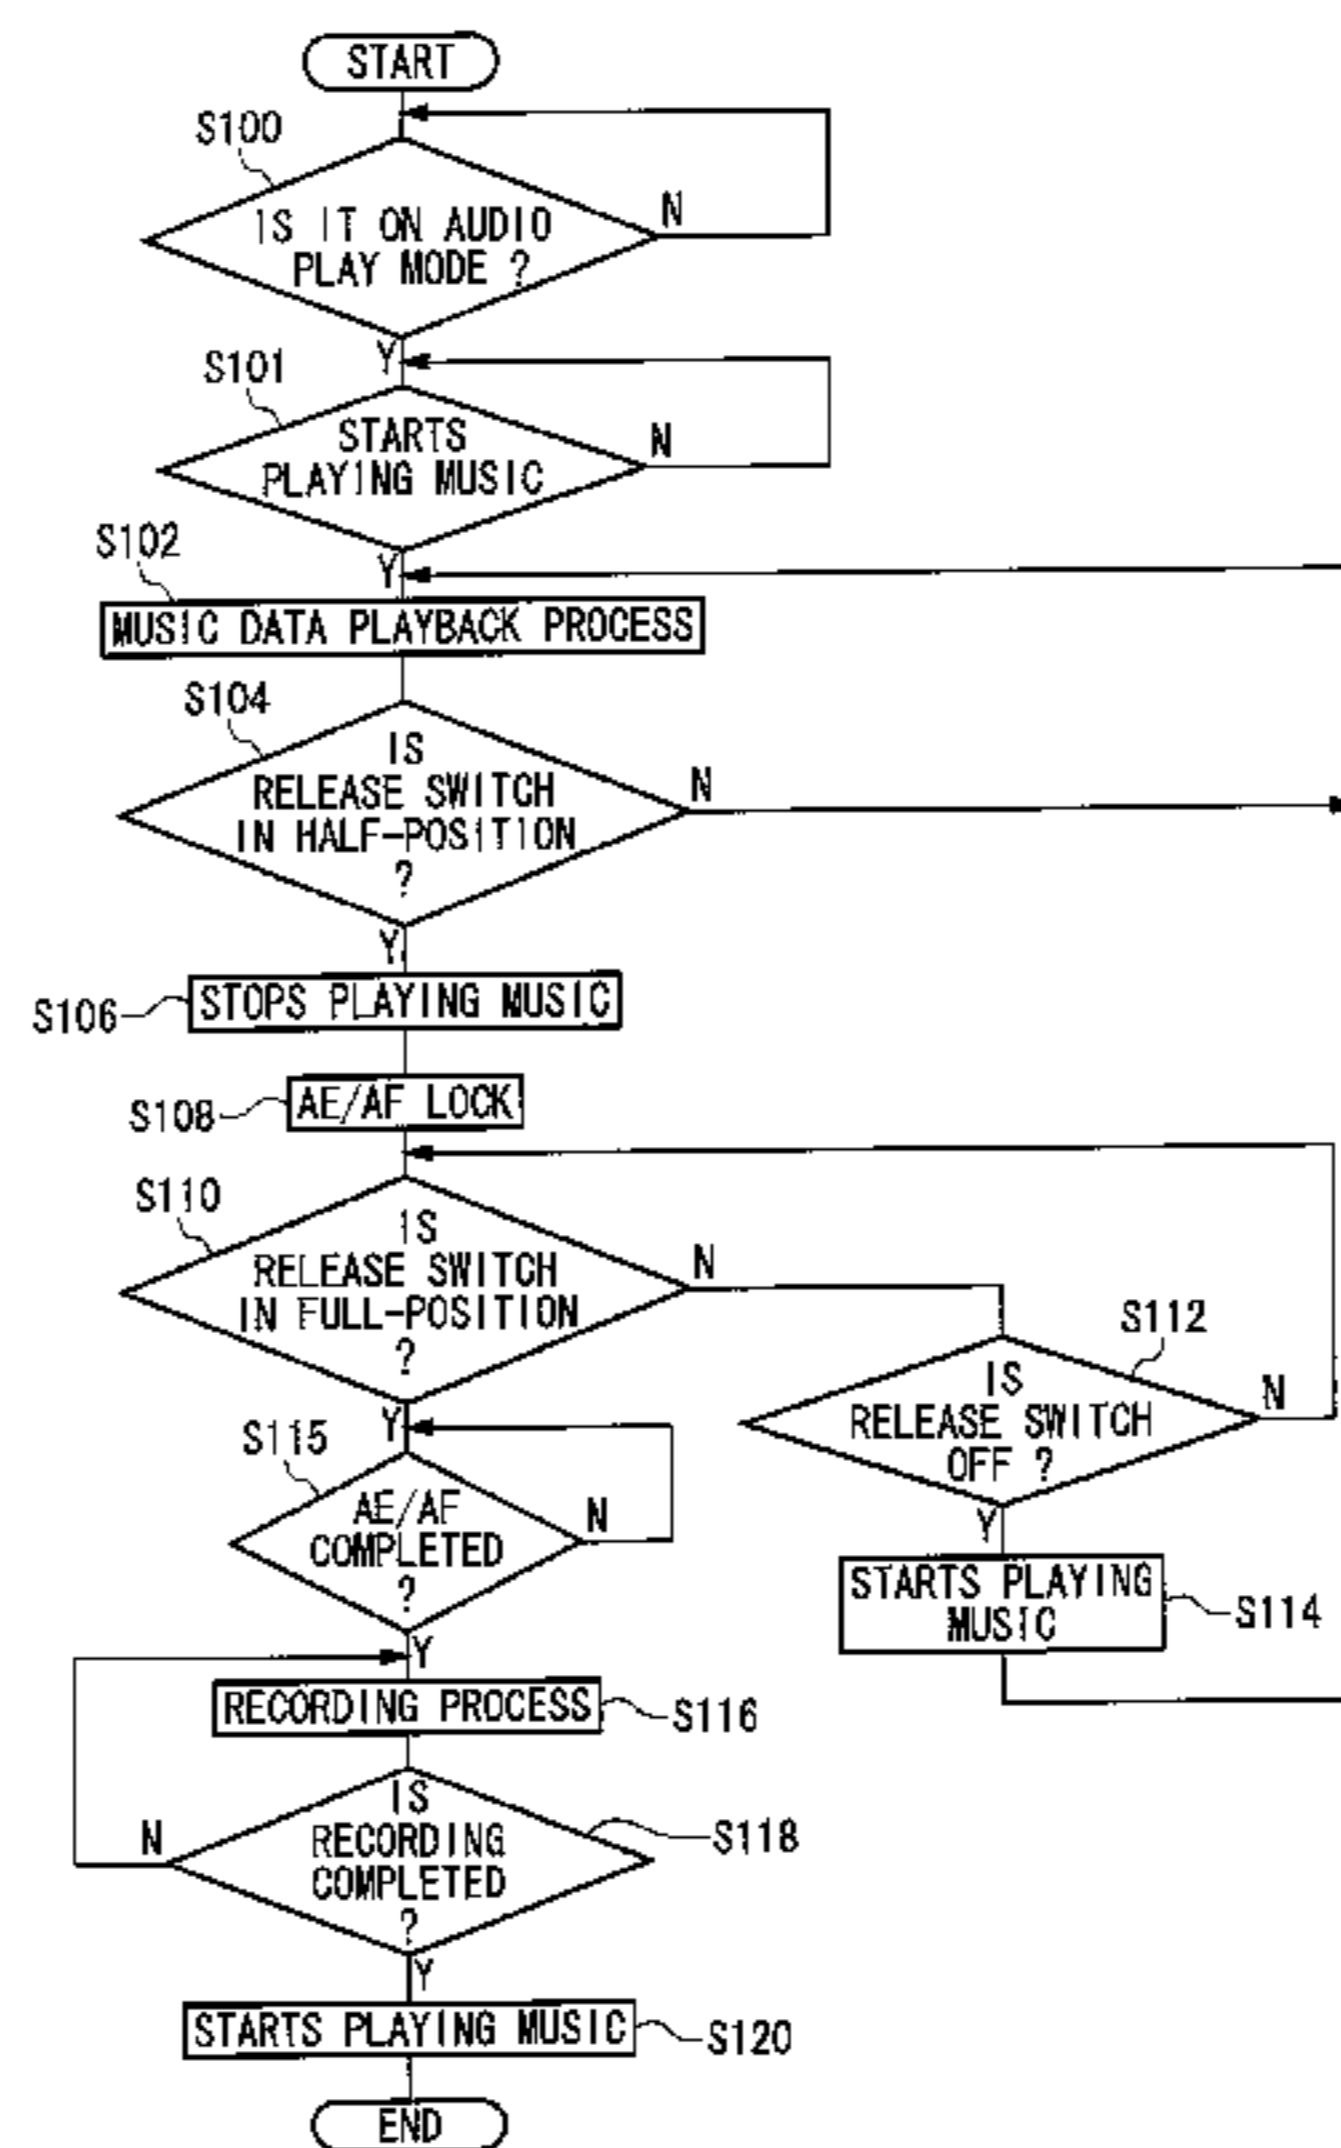 START
S100
IS IT ON AUDIO
PLAY MODE ?
N
Y
S101
STARTS
PLAYING MUSIC
N
Y
S102
MUSIC DATA PLAYBACK PROCESS
S104
IS
RELEASE SWITCH
IN HALF-POSITION
?
N
Y
S106
STOPS PLAYING MUSIC
S108
AE/AF LOCK
S110
IS
RELEASE SWITCH
IN FULL-POSITION
?
N
Y
S112
IS
RELEASE SWITCH
OFF ?
N
Y
S115
AE/AF
COMPLETED
?
N
Y
STARTS PLAYING
MUSIC
S114
RECORDING PROCESS
S116
IS
RECORDING
COMPLETED
?
S118
N
Y
STARTS PLAYING MUSIC
S120
END